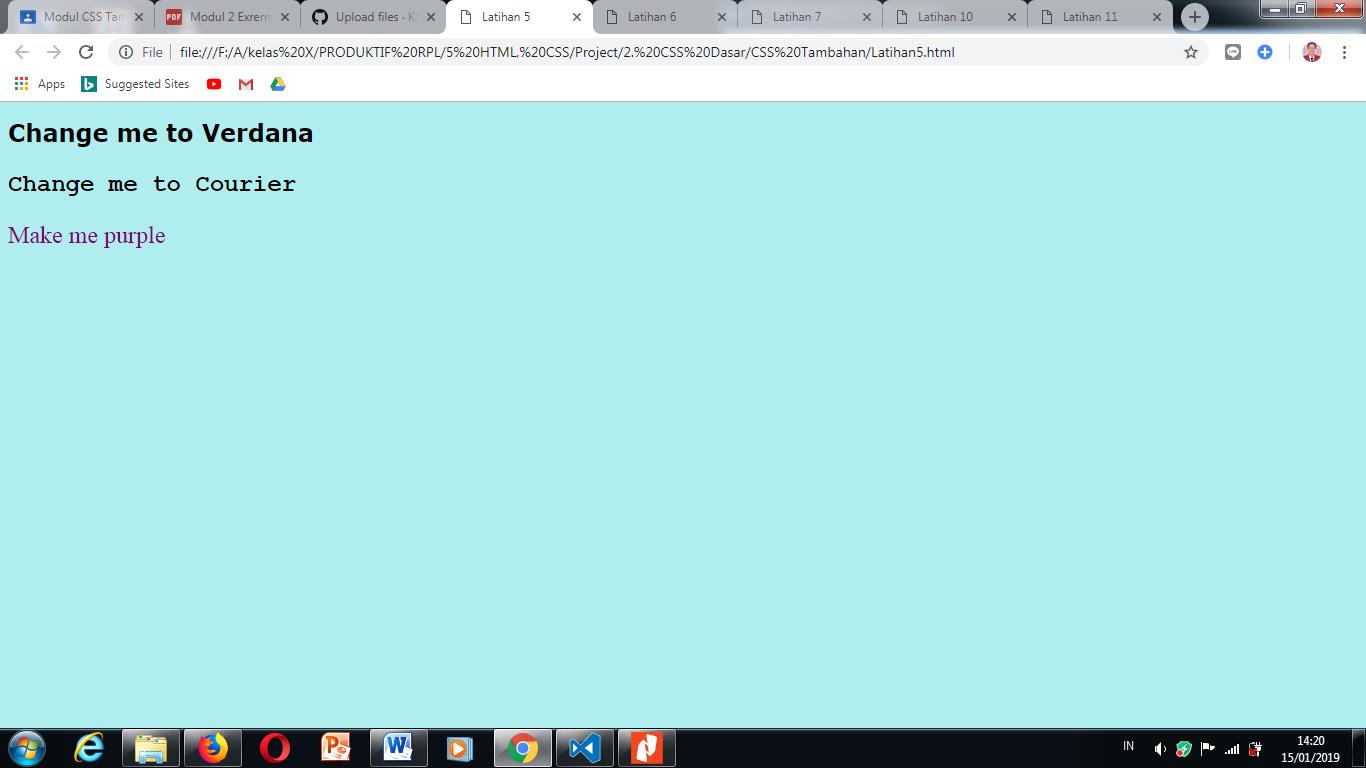 Modul CSS Tam
Modul 2 Exrern
Upload files · K
Latihan 5
Latihan 6
Latihan 7
Latihan 10
Latihan 11
File
file:///F:/A/kelas%20X/PRODUKTIF%20RPL/5%20HTML,%20CSS/Project/2.%20CSS%20Dasar/CSS%20Tambahan/Latihan5.html
Apps
Suggested Sites
Change me to Verdana
Change me to Courier
Make me purple
IN
14:20
15/01/2019